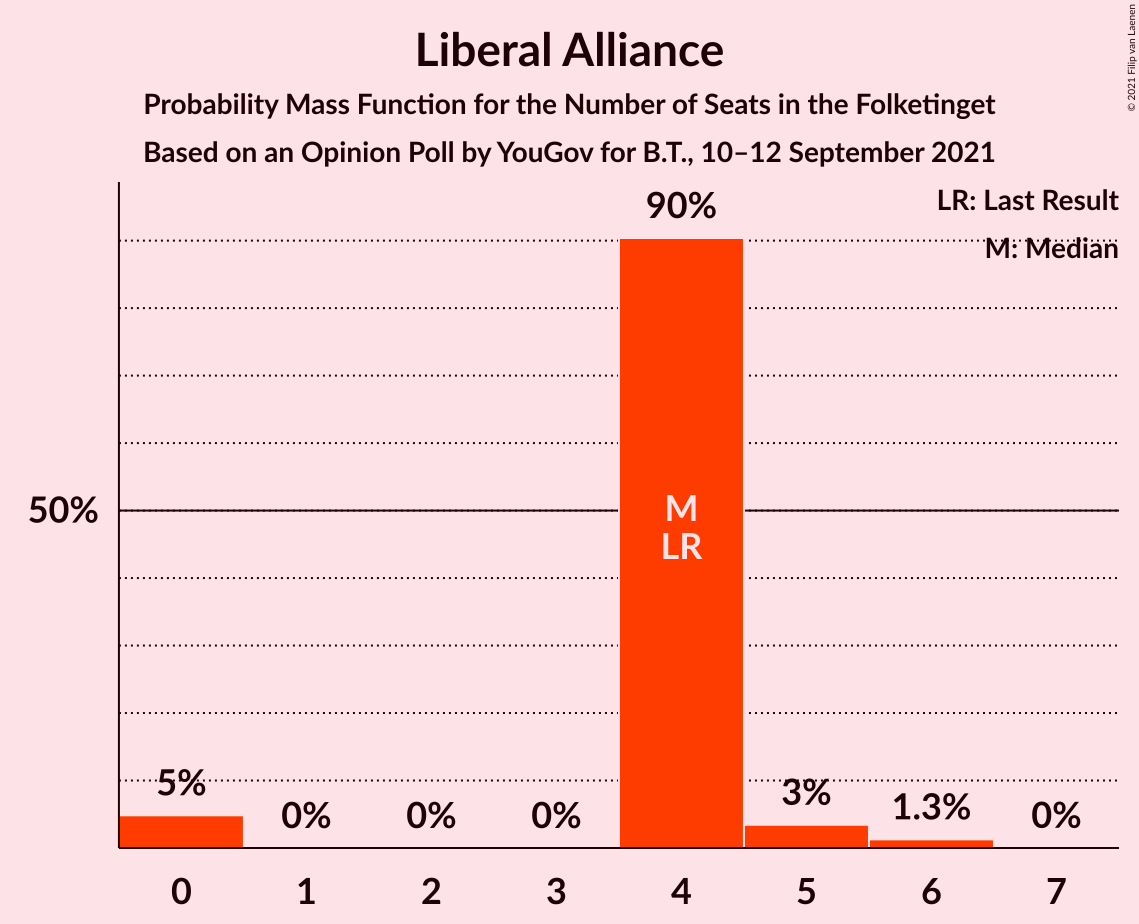 Liberal Alliance
Probability Mass Function for the Number of Seats in the Folketinget
Based on an Opinion Poll by YouGov for B.T., 10–12 September 2021
© 2021 Filip van Laenen
LR: Last Result
M: Median
90%
50%
M
LR
5%
0%
0%
0%
3%
1.3%
0%
0 1 2 3 4 5 6 7